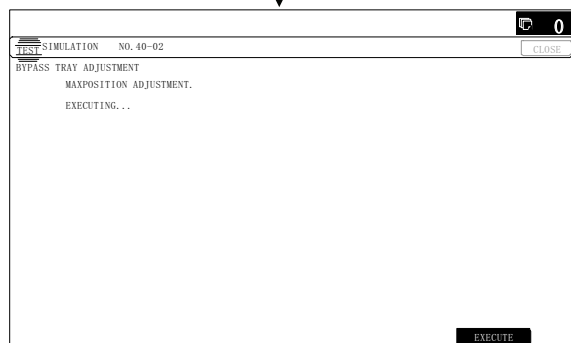 0
TEST SIMULATION NO.40-02
CLOSE
BYPASS TRAY ADJUSTMENT
MAXPOSITION ADJUSTMENT.
EXECUTING...
EXECUTE